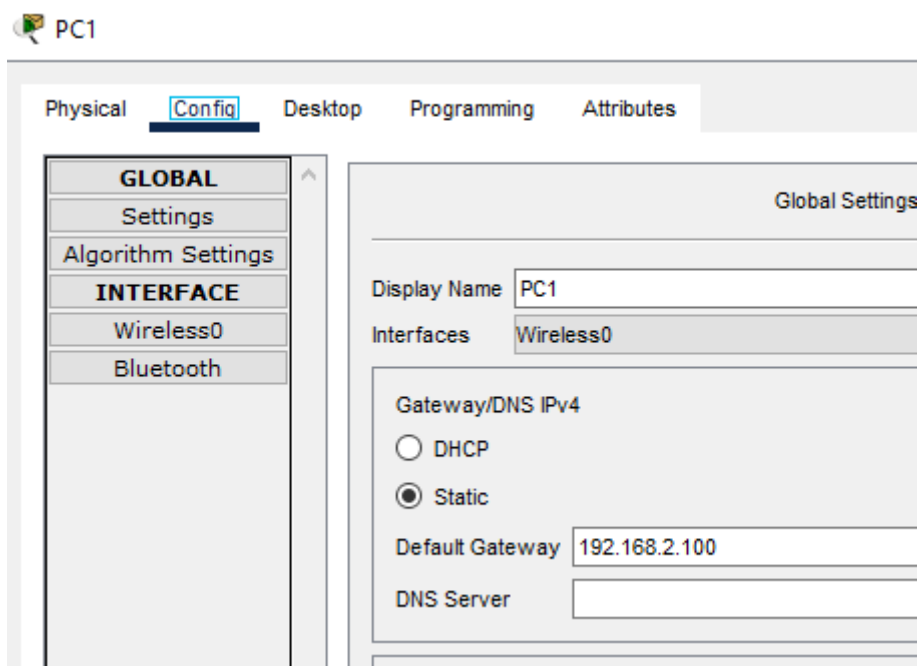 PC1
Physical Config Desktop Programming Attributes
GLOBAL
Settings
Algorithm Settings
INTERFACE
Wireless0
Bluetooth
Global Settings
Display Name PC1
Interfaces Wireless0
Gateway/DNS IPv4
DHCP
Static
Default Gateway 192.168.2.100
DNS Server